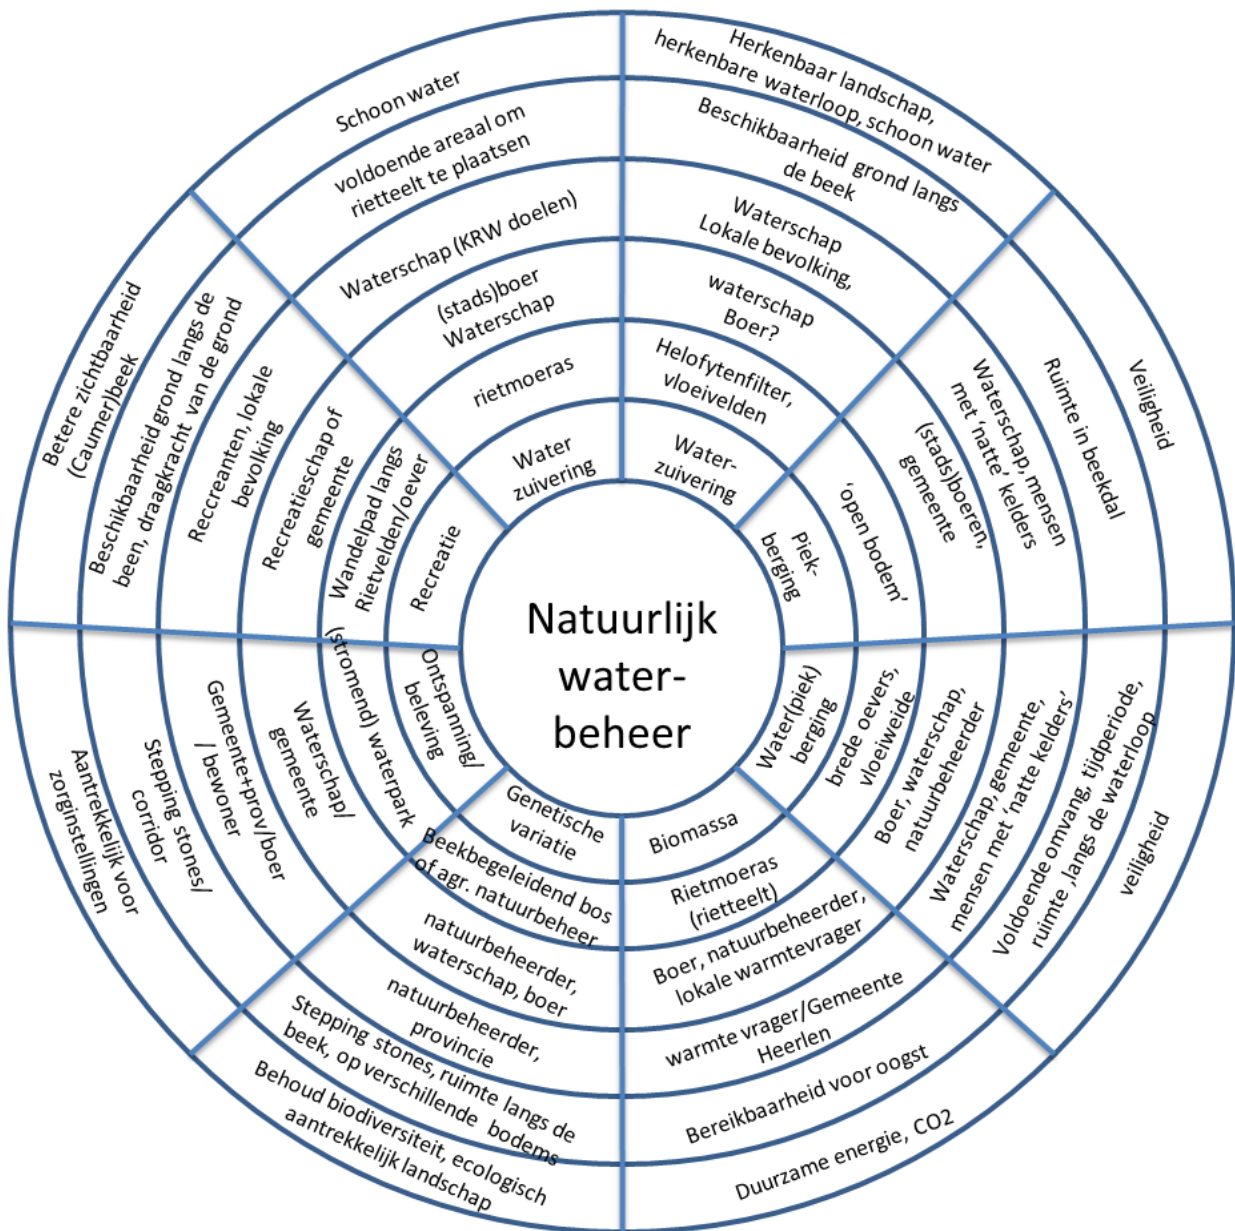 Natuurlijk
water-
beheer
Herkenbaar landschap,
herkenbare waterloop, schoon water
Beschikbaarheid grond langs
de beek
Waterschap
Lokale bevolking,
waterschap
Boer?
Helofytenfilter,
vloeivelden
Water-
zuivering
Veiligheid
Ruimte in beekdal
Waterschap, mensen
met ‘natte’ kelders
(stads)boeren,
gemeente
‘open bodem’
Piek-
berging
veiligheid
Voldoende omvang, tijdperiode,
ruimte ,langs de waterloop
Waterschap, gemeente,
mensen met ‘natte kelders’
Boer, waterschap,
natuurbeheerder
brede oevers,
vloeiweide
Water(piek)
berging
Biomassa
Rietmoeras
(rietteelt)
Boer, natuurbeheerder,
lokale warmtevrager
warmte vrager/Gemeente
Heerlen
Bereikbaarheid voor oogst
Duurzame energie, CO2
Genetische
variatie
Beekbegeleidend bos
of agr. natuurbeheer
natuurbeheerder,
waterschap, boer
natuurbeheerder,
provincie
Stepping stones, ruimte langs de
beek, op verschillende bodems
Behoud biodiversiteit, ecologisch
aantrekkelijk landschap
Ontspanning/
beleving
(stromend) waterpark
Waterschap/
gemeente
Gemeente+prov/boer
/ bewoner
Stepping stones/
corridor
Aantrekkelijk voor
zorginstellingen
Betere zichtbaarheid
(Caumer)beek
Beschikbaarheid grond langs de
been, draagkracht van de grond
Reccreanten, lokale
bevolking
Recreatieschap of
gemeente
Wandelpad langs
Rietvelden/oever
Recreatie
Schoon water
voldoende areaal om
rietteelt te plaatsen
Waterschap (KRW doelen)
(stads)boer
Waterschap
rietmoeras
Water
zuivering